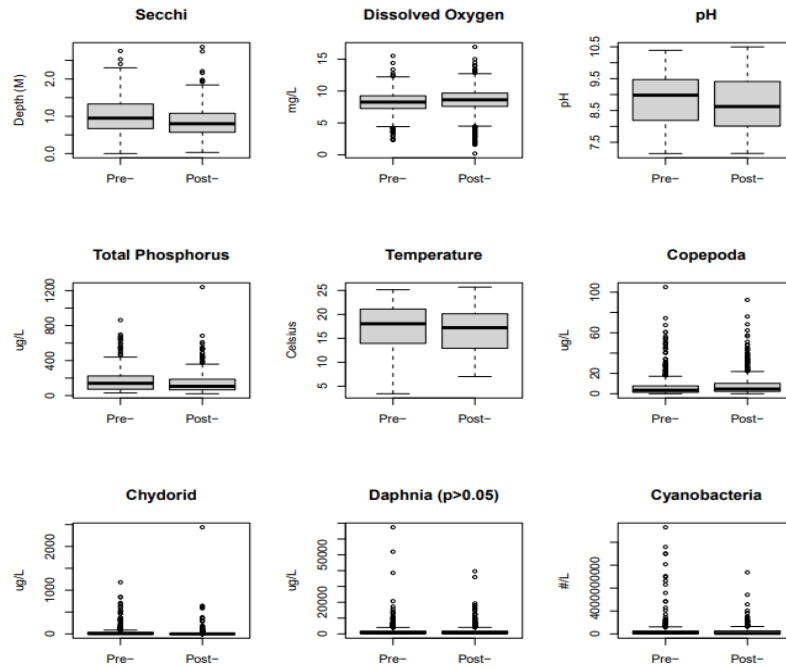 Secchi
Depth (M)
0.0 1.0 2.0
Pre− Post−
Dissolved Oxygen
mg/L
0 5 10 15
Pre− Post−
pH
pH
7.5 8.5 9.5 10.5
Pre− Post−
Total Phosphorus
ug/L
0 400 800 1200
Pre− Post−
Temperature
Celsius
5 10 15 20 25
Pre− Post−
Copepoda
ug/L
0 20 60 100
Pre− Post−
Chydorid
ug/L
0 1000 2000
Pre− Post−
Daphnia (p>0.05)
ug/L
0 20000 50000
Pre− Post−
Cyanobacteria
#/L
0
Pre− Post−